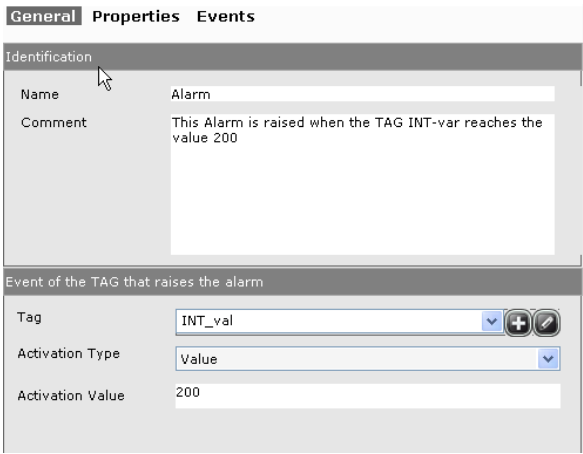 General Properties Events
Identification
Name Alarm
Comment This Alarm is raised when the TAG INT-var reaches the
value 200
Event of the TAG that raises the alarm
Tag INT_val
Activation Type Value
Activation Value 200